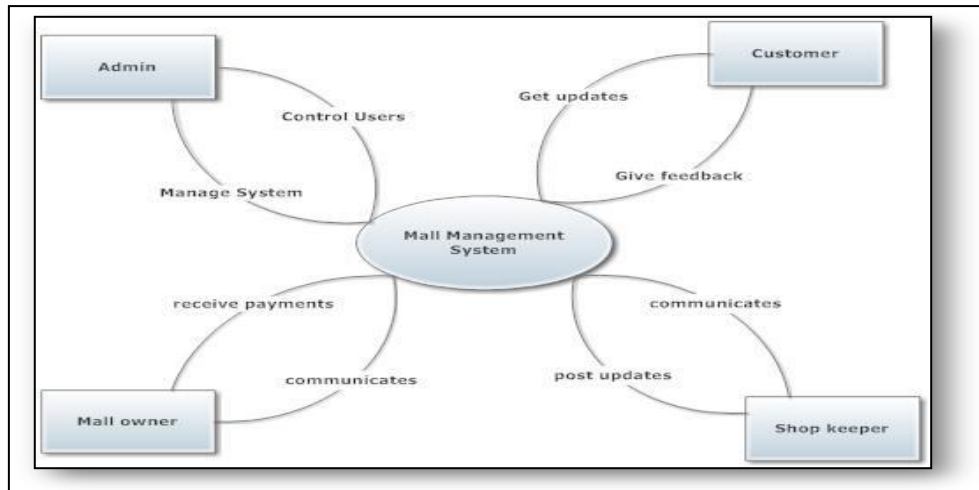 Admin
Customer
Get updates
Control Users
Give feedback
Manage System
Mall Management
System
receive payments
communicates
communicates
post updates
Mall owner
Shop keeper